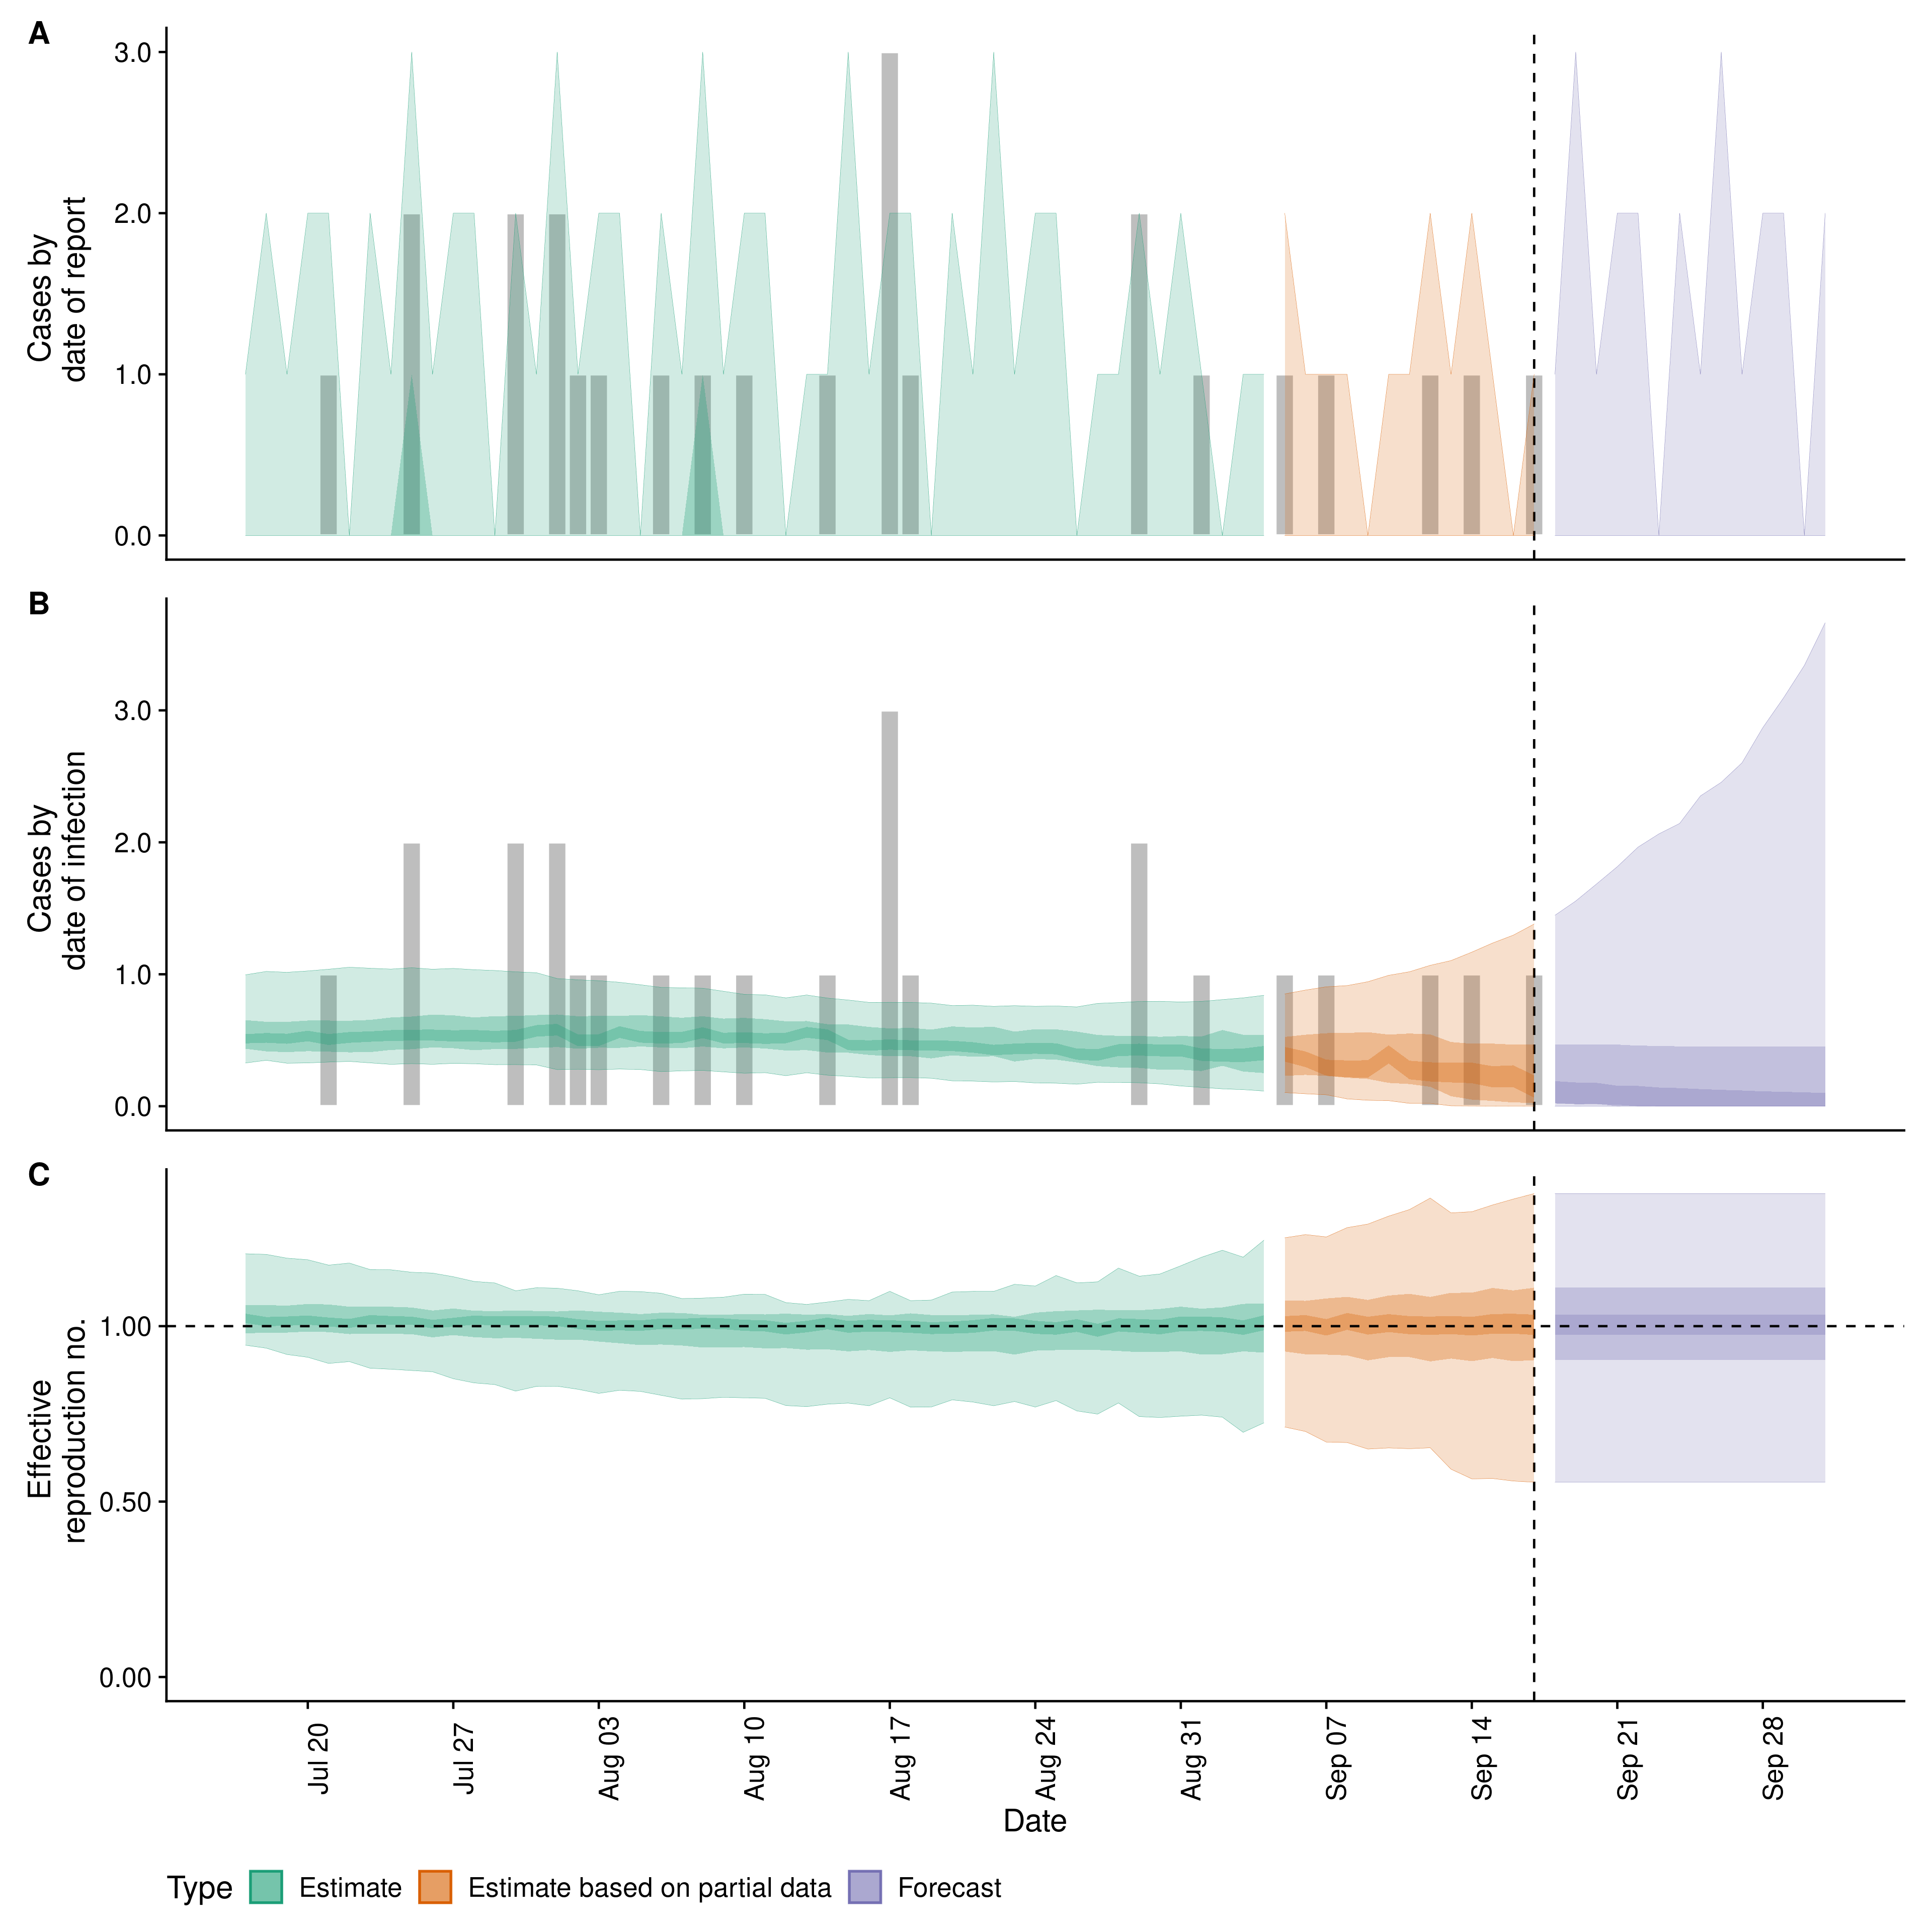 A
Cases by
date of report
3.0
2.0
1.0
0.0
B
Cases by
date of infection
3.0
2.0
1.0
0.0
C
Effective
reproduction no.
1.00
0.50
0.00
Jul 20
Jul 27
Aug 03
Aug 10
Aug 17
Aug 24
Aug 31
Sep 07
Sep 14
Sep 21
Sep 28
Date
Type Estimate Estimate based on partial data Forecast